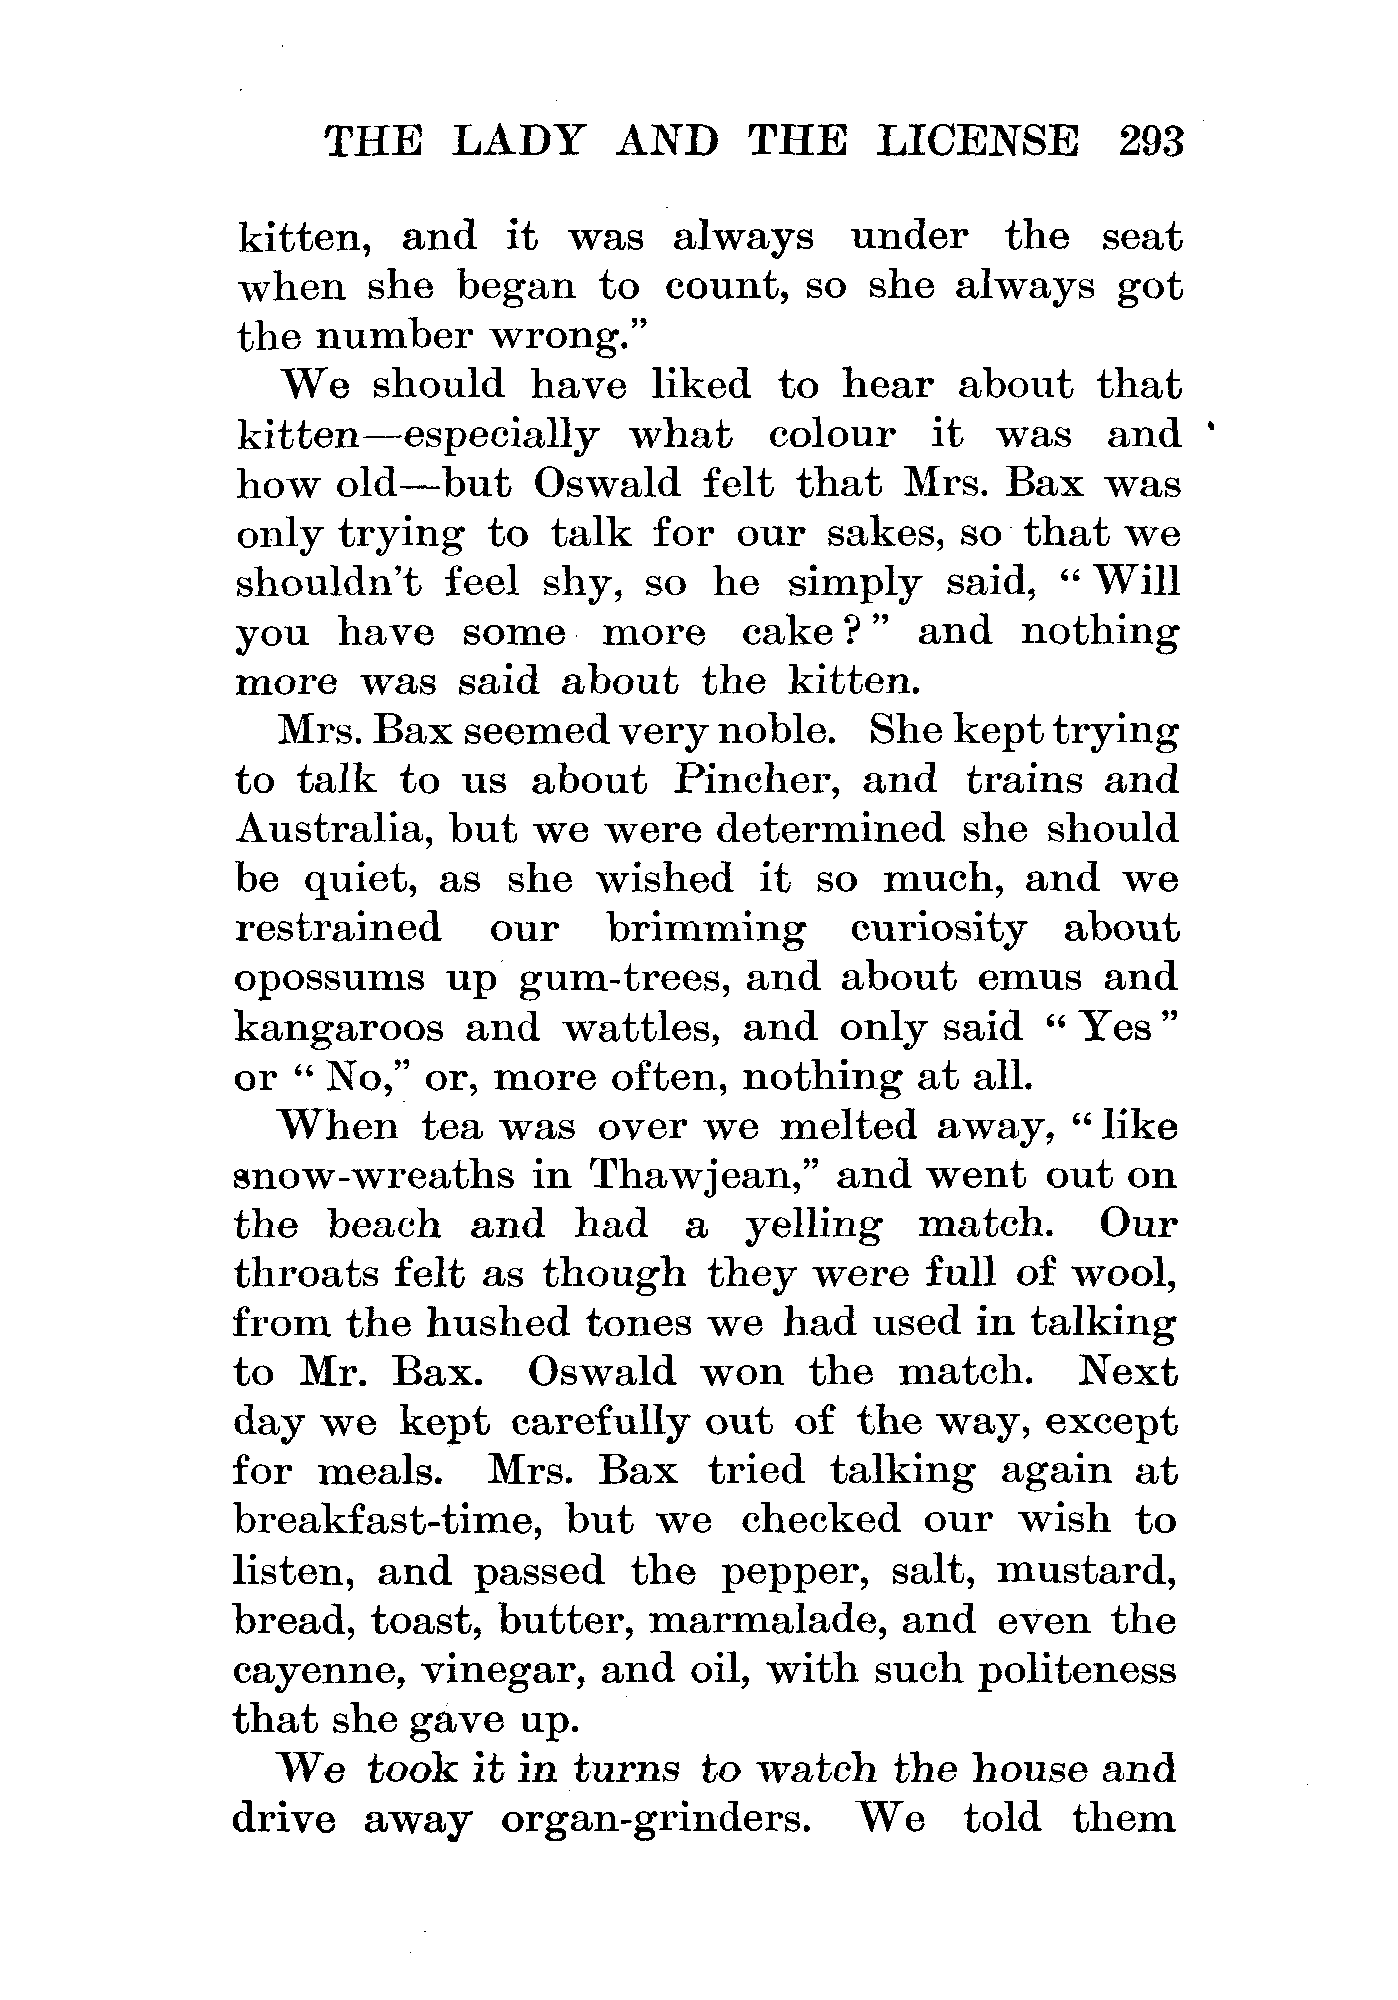 THE LADY AND THE LICENSE 293
kitten, and it was always under the seat
when she began to count, so she always got
the number wrong."
We should have liked to hear about that
kitten—especially what colour it was and
how old—but Oswald felt that Mrs. Bax was
only trying to talk for our sakes, so that we
shouldn't feel shy, so he simply said, "Will
you have some more cake?" and nothing
more was said about the kitten.
Mrs. Bax seemed very noble. She kept trying
to talk to us about Pincher, and trains and
Australia, but we were determined she should
be quiet, as she wished it so much, and we
restrained our brimming curiosity about
opossums up gum-trees, and about emus and
kangaroos and wattles, and only said "Yes"
or "No," or, more often, nothing at all.
When tea was over we melted away, "like
snow-wreaths in Thawjean," and went out on
the beach and had a yelling match. Our
throats felt as though they were full of wool,
from the hushed tones we had used in talking
to Mr. Bax. Oswald won the match. Next
day we kept carefully out of the way, except
for meals. Mrs. Bax tried talking again at
breakfast-time, but we checked our wish to
listen, and passed the pepper, salt, mustard,
bread, toast, butter, marmalade, and even the
cayenne, vinegar, and oil, with such politeness
that she gave up.
We took it in turns to watch the house and
drive away organ-grinders. We told them